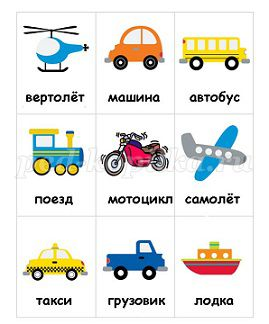 вертолёт машина автобус
поезд мотоцикл самолёт
такси грузовик лодка